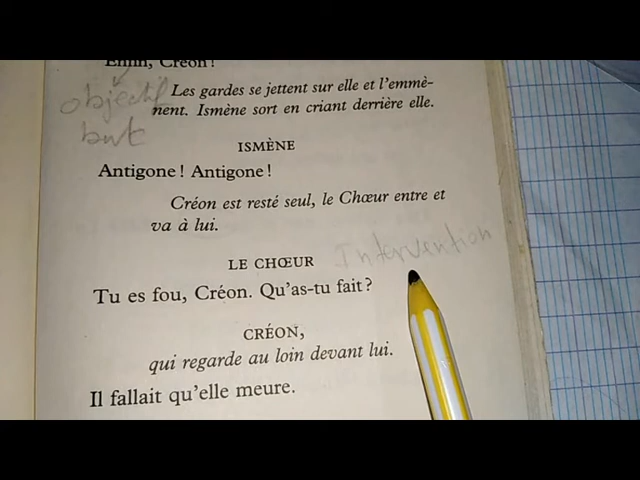 Enfin, Créon !
objectif
Les gardes se jettent sur elle et l'emmè-
nent. Ismène sort en criant derrière elle.
but
ISMÈNE
Antigone ! Antigone !
Créon est resté seul, le Chœur entre et
va à lui.
LE CHŒUR
Intervention
Tu es fou, Créon. Qu'as-tu fait ?
CRÉON,
qui regarde au loin devant lui.
Il fallait qu'elle meure.